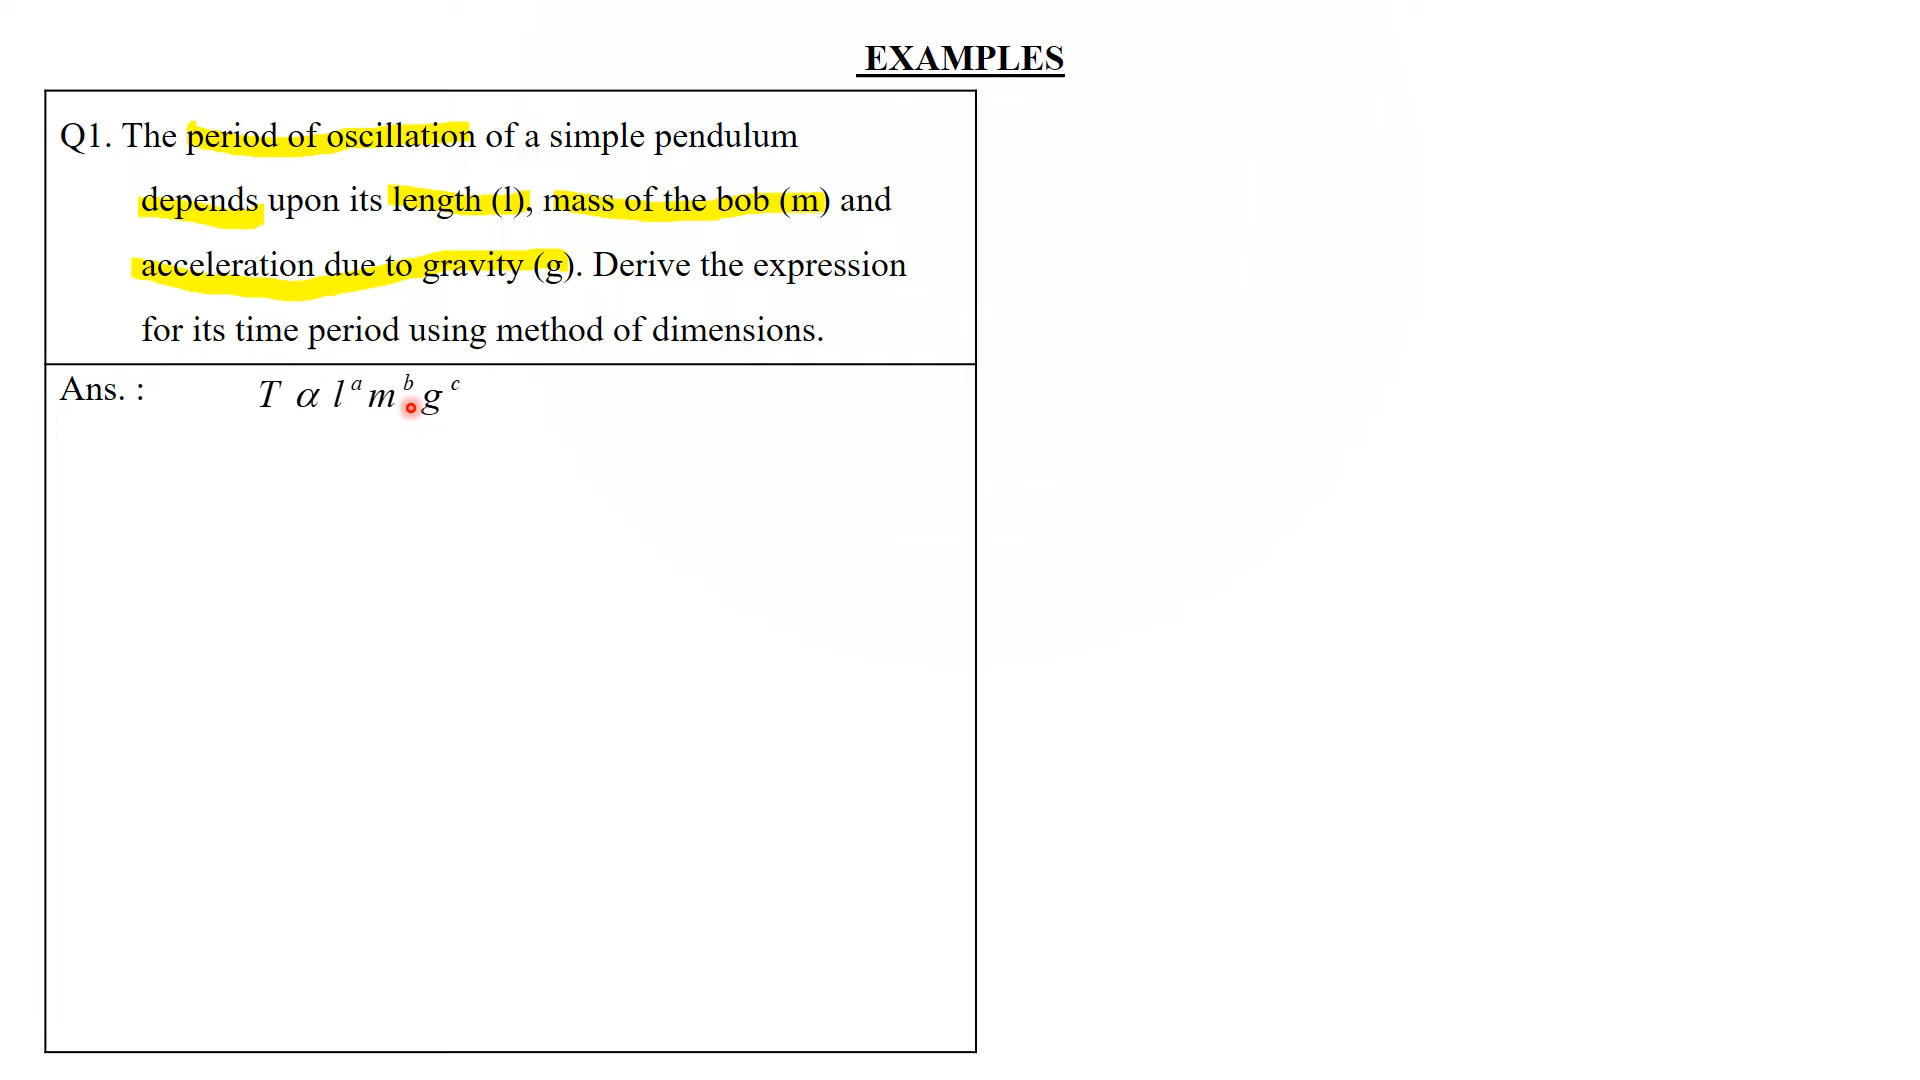 EXAMPLES
Q1. The period of oscillation of a simple pendulum
depends upon its length (l), mass of the bob (m) and
acceleration due to gravity (g). Derive the expression
for its time period using method of dimensions.
Ans. : T α l^a m^b g^c